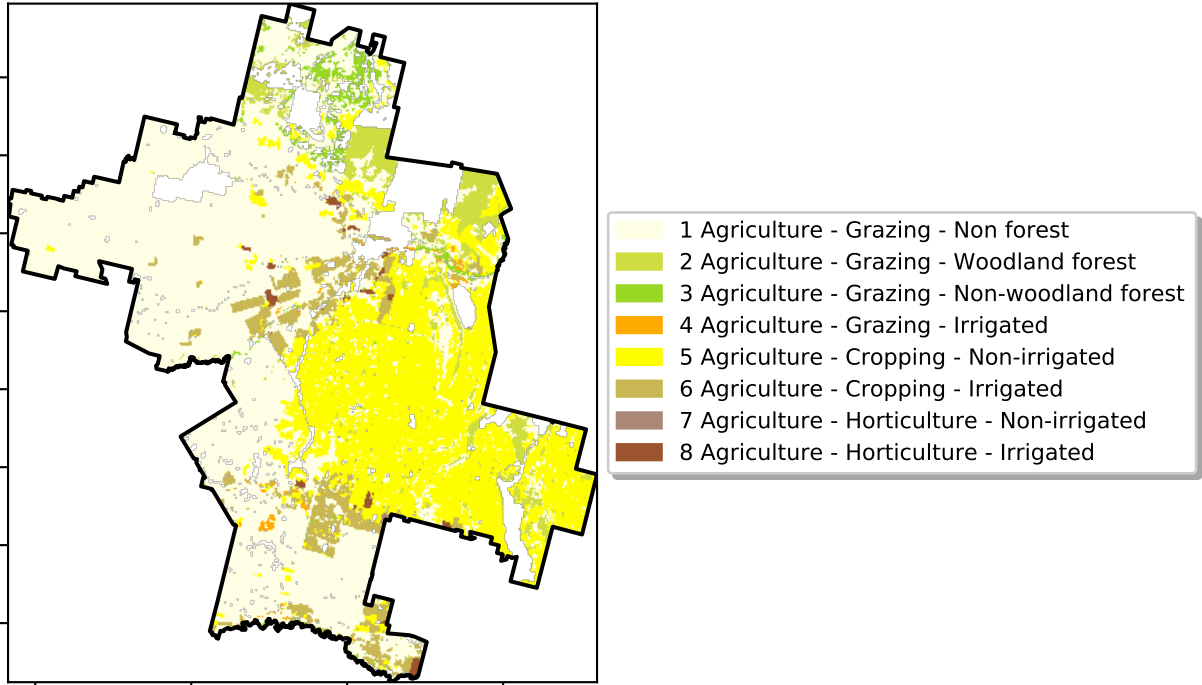 1 Agriculture - Grazing - Non forest
2 Agriculture - Grazing - Woodland forest
3 Agriculture - Grazing - Non-woodland forest
4 Agriculture - Grazing - Irrigated
5 Agriculture - Cropping - Non-irrigated
6 Agriculture - Cropping - Irrigated
7 Agriculture - Horticulture - Non-irrigated
8 Agriculture - Horticulture - Irrigated